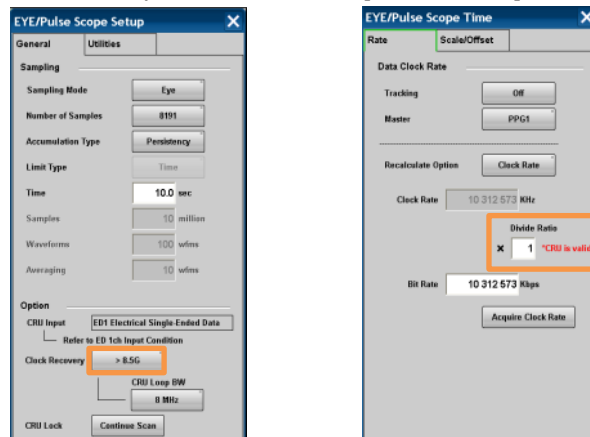 EYE/Pulse Scope Setup X
General Utilities
Sampling
Sampling Mode Eye
Number of Samples 8191
Accumulation Type Persistency
Limit Type Time
Time 10.0 sec
Samples 10 million
Waveforms 100 wfms
Averaging 10 wfms
Option
CRU Input ED1 Electrical Single-Ended Data
Refer to ED 1ch Input Condition
Clock Recovery > 8.5G
CRU Loop BW
8 MHz
CRU Lock Continue Scan
EYE/Pulse Scope Time X
Rate Scale/Offset
Data Clock Rate
Tracking Off
Master PPG1
Recalculate Option Clock Rate
Clock Rate 10 312 573 KHz
Divide Ratio
× 1 *CRU is valid
Bit Rate 10 312 573 Kbps
Acquire Clock Rate